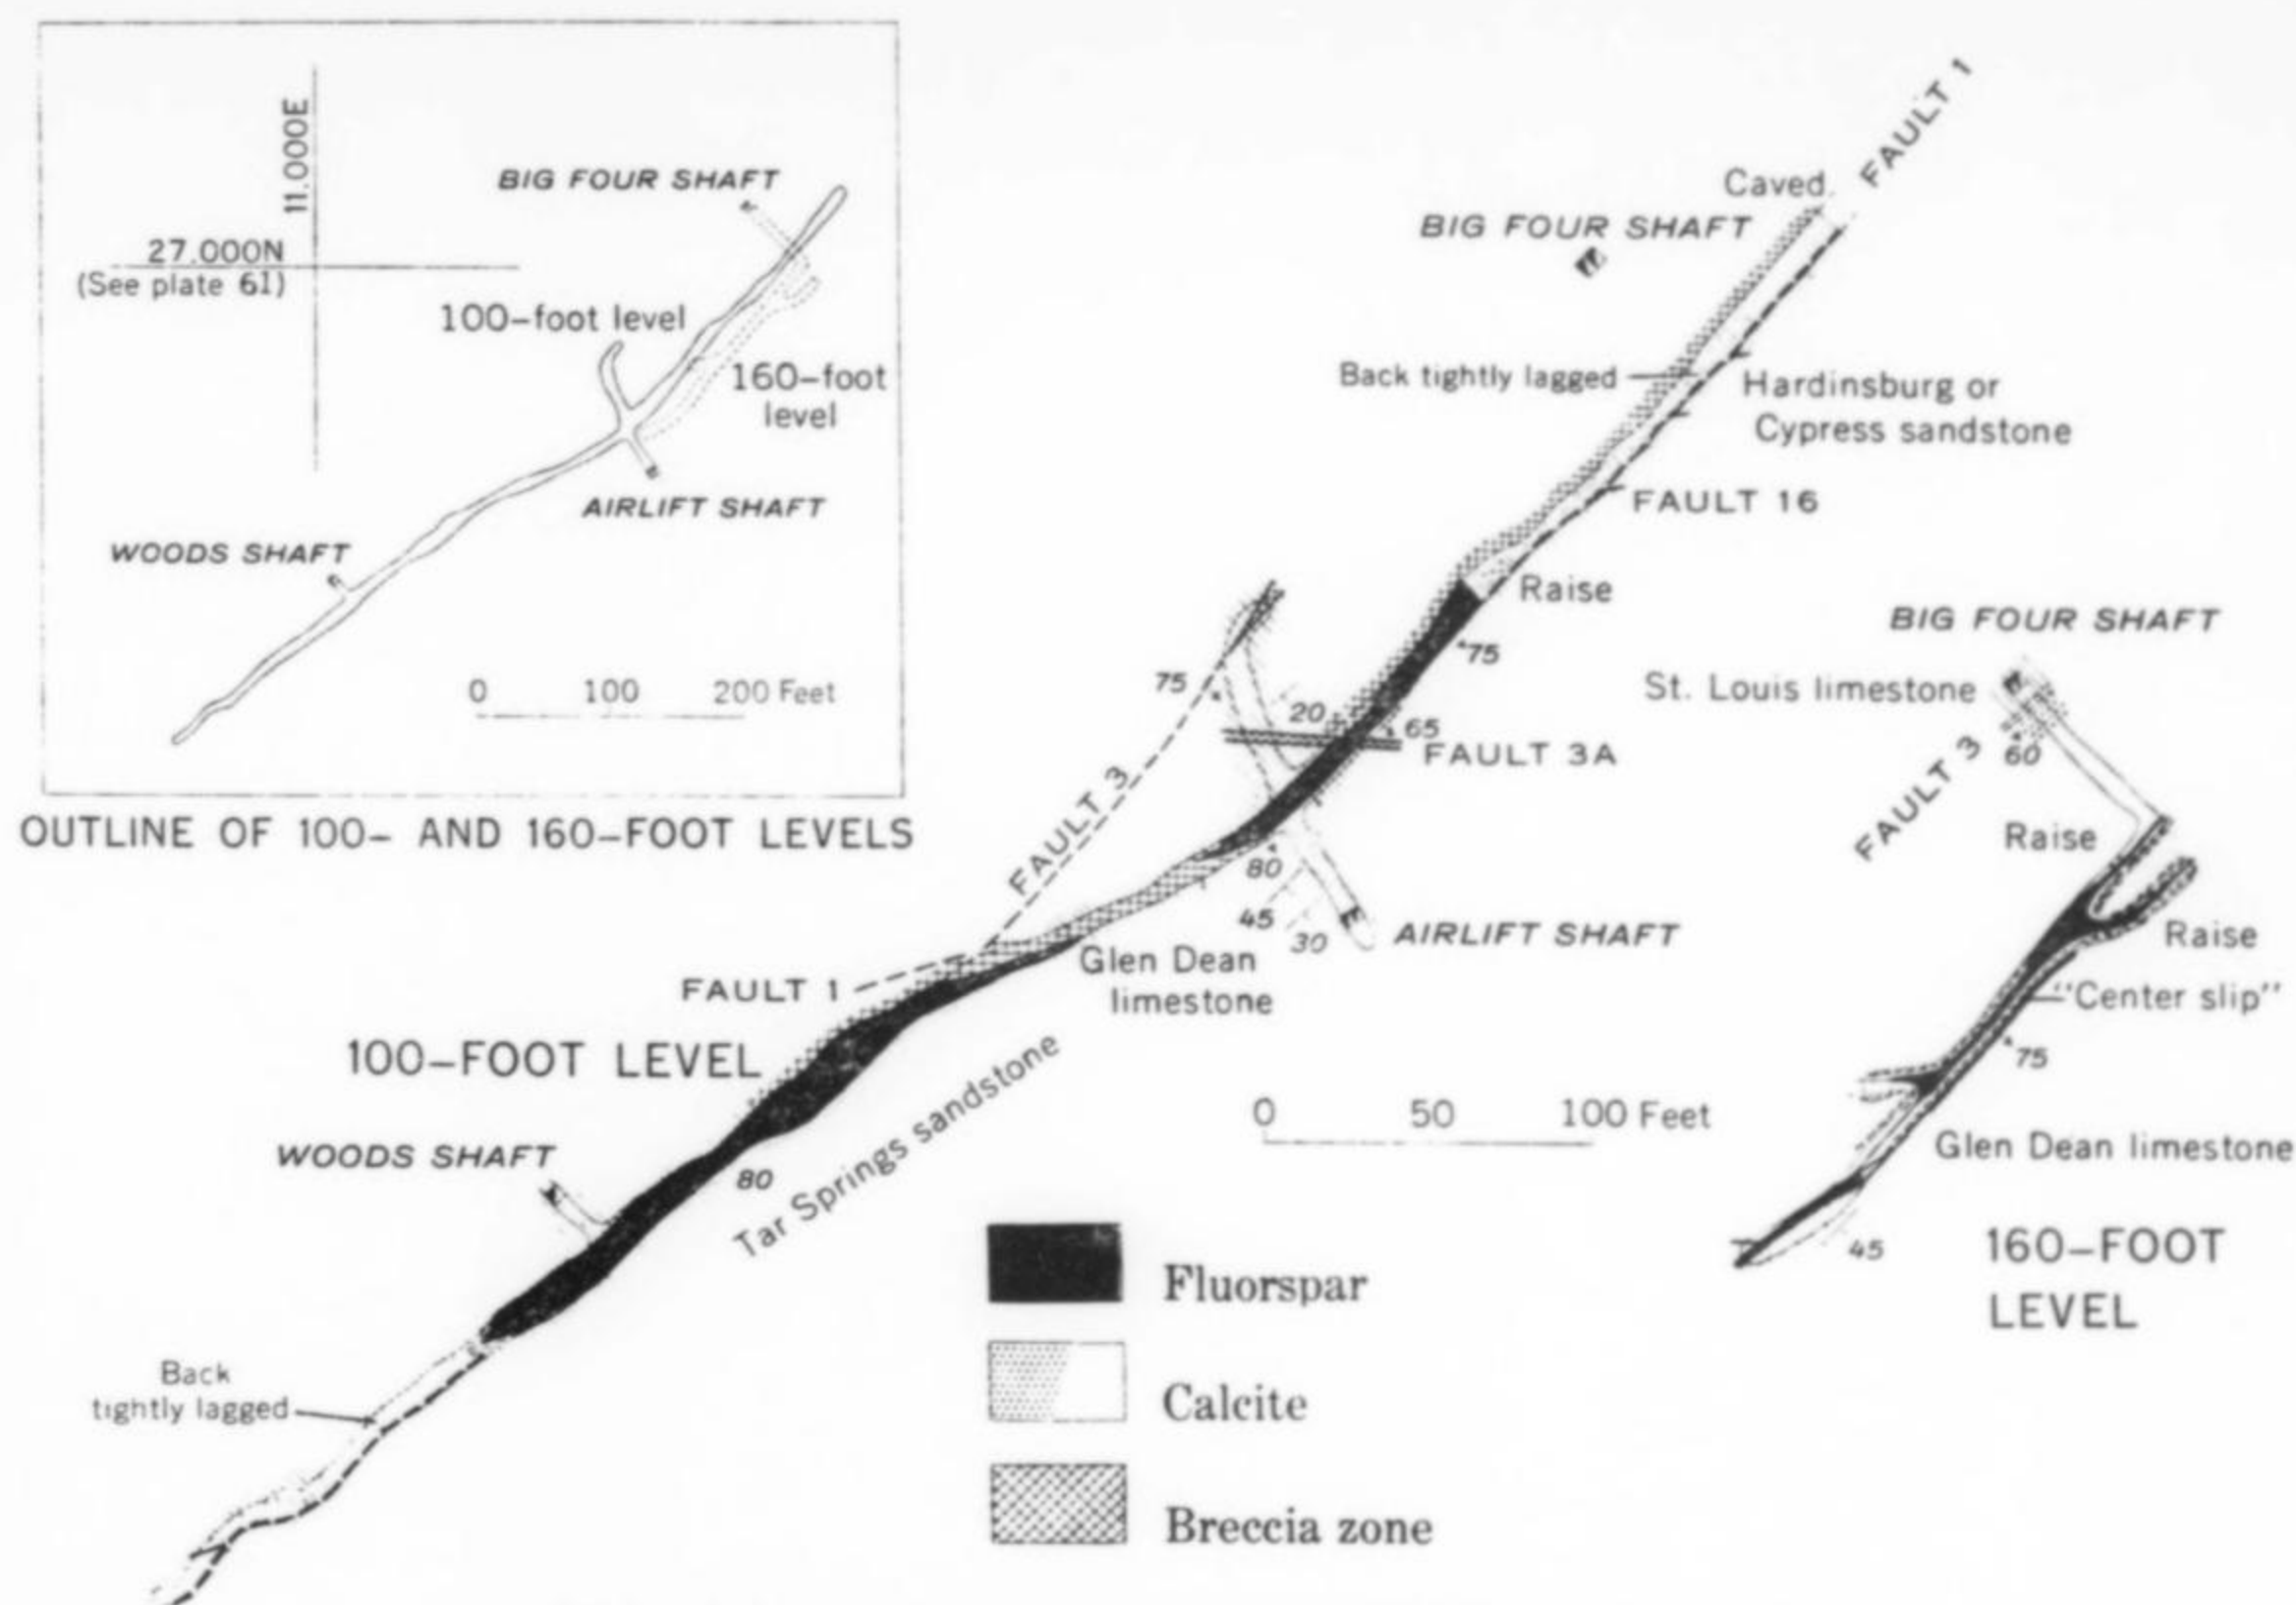 11.000E
BIG FOUR SHAFT
27.000N
(See plate 61)
100-foot level
160-foot
level
AIRLIFT SHAFT
WOODS SHAFT
0 100 200 Feet
OUTLINE OF 100- AND 160-FOOT LEVELS
FAULT 1
Caved
BIG FOUR SHAFT
Back tightly lagged
Hardinsburg or
Cypress sandstone
FAULT 16
Raise
75
75
20
65
FAULT 3A
FAULT 3
80
45
30
AIRLIFT SHAFT
Glen Dean
limestone
FAULT 1
100-FOOT LEVEL
WOODS SHAFT
80
Tar Springs sandstone
Back
tightly lagged
BIG FOUR SHAFT
St. Louis limestone
60
FAULT 3
Raise
Raise
"Center slip"
75
Glen Dean limestone
45
160-FOOT
LEVEL
0 50 100 Feet
Fluorspar
Calcite
Breccia zone